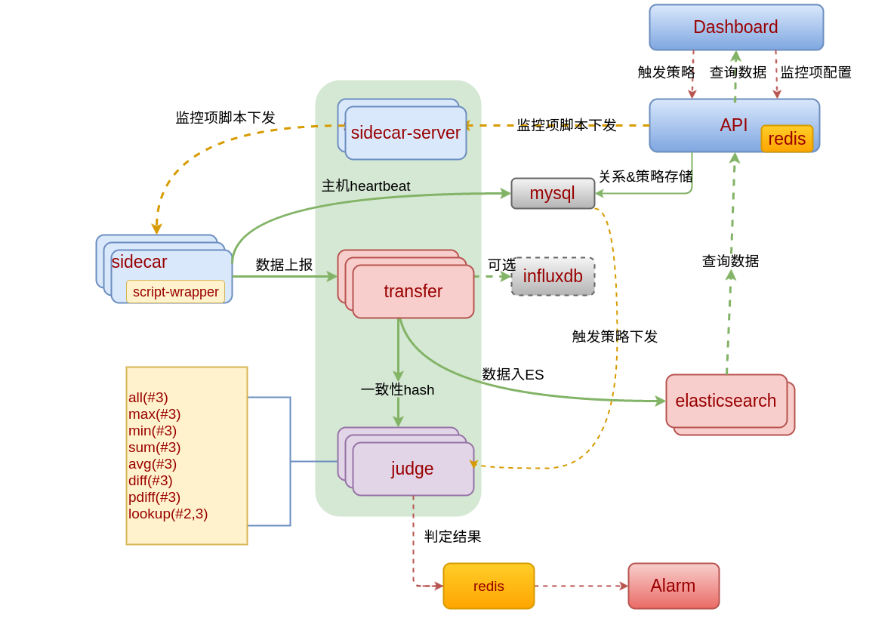 Dashboard
触发策略
查询数据
监控项配置
监控项脚本下发
sidecar-server
监控项脚本下发
API
redis
主机heartbeat
mysql
关系&策略存储
sidecar
script-wrapper
数据上报
transfer
可选
influxdb
查询数据
触发策略下发
数据入ES
一致性hash
elasticsearch
all(#3)
max(#3)
min(#3)
sum(#3)
avg(#3)
diff(#3)
pdiff(#3)
lookup(#2,3)
judge
判定结果
redis
Alarm